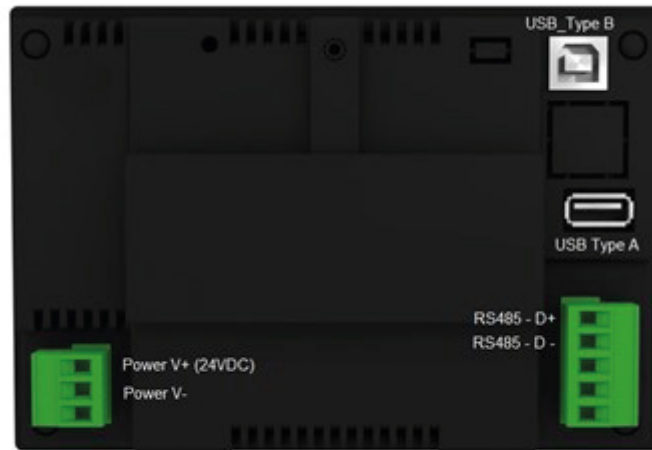 USB_Type B
USB Type A
RS485 - D+
RS485 - D -
Power V+ (24VDC)
Power V-